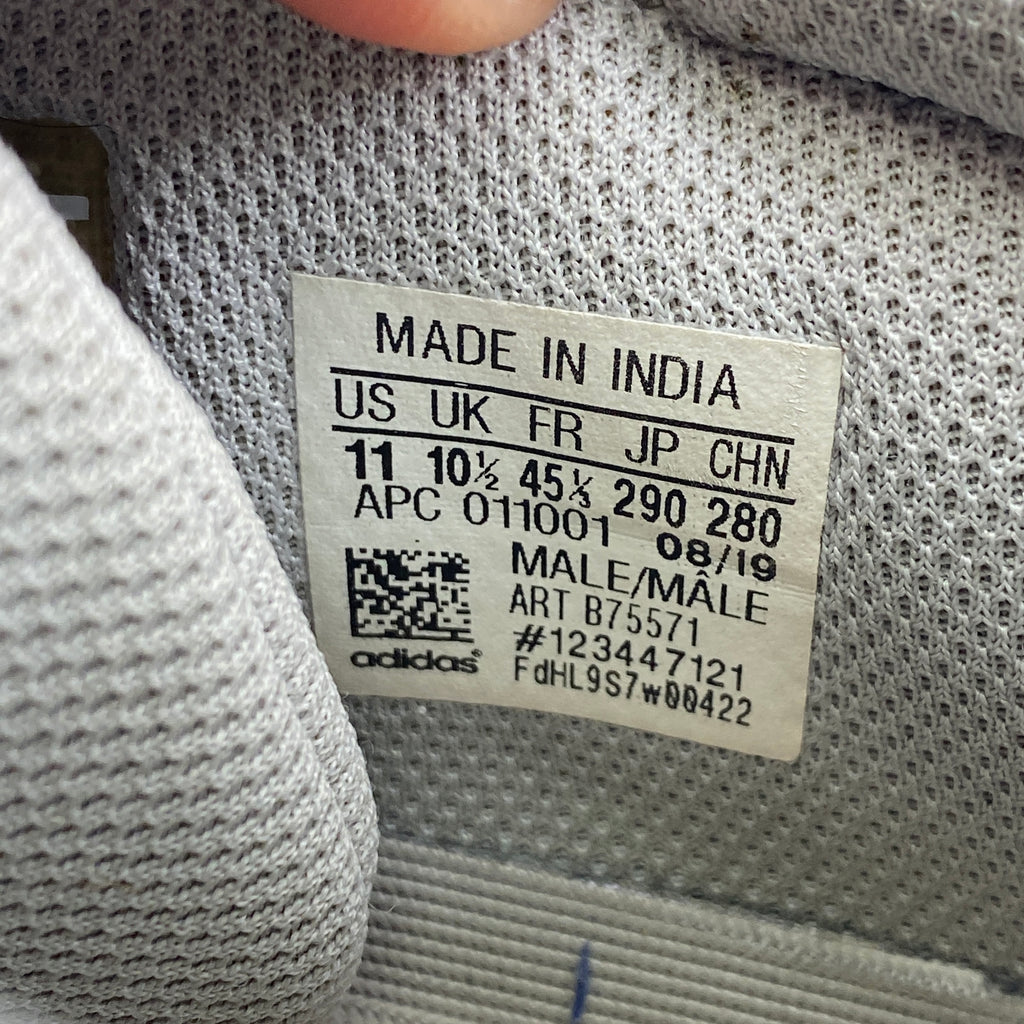 MADE IN INDIA
US UK FR JP CHN
11 10½ 45⅓ 290 280
APC 011001 08/19
MALE/MÂLE
ART B75571
#123447121
FdHL9S7w00422
adidas®